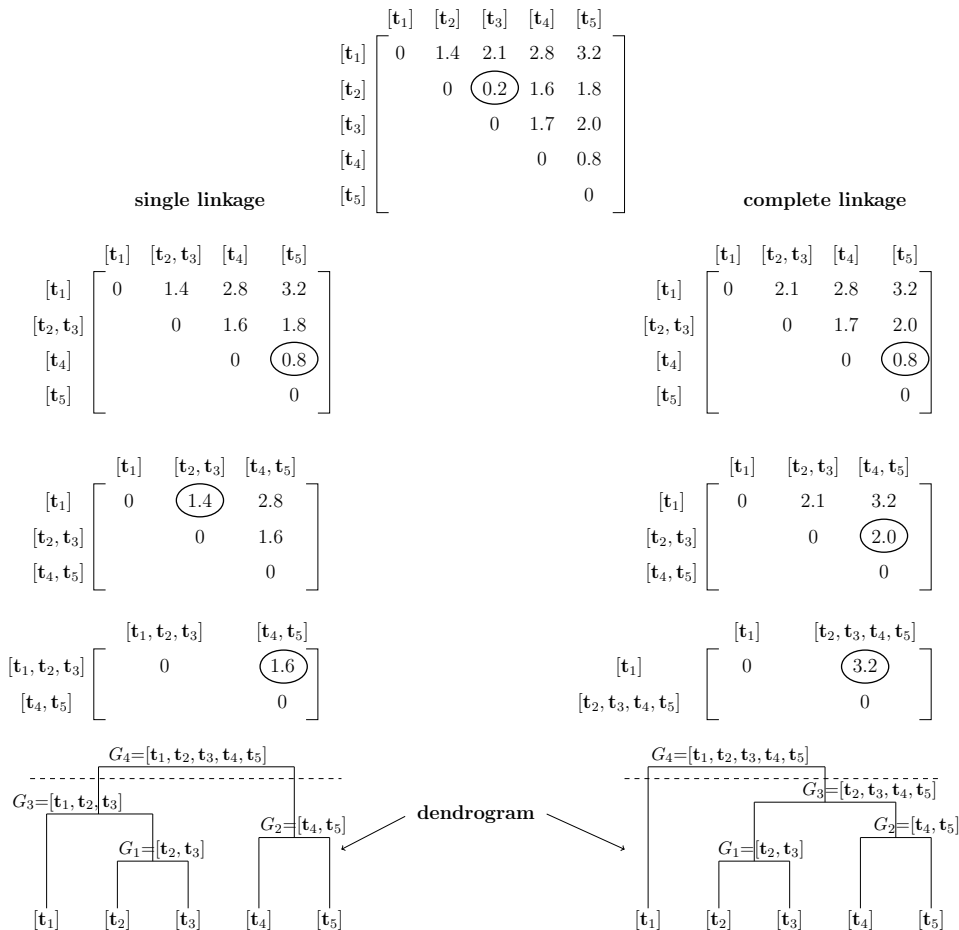 [t₁] [t₂] [t₃] [t₄] [t₅]
[t₁] 0 1.4 2.1 2.8 3.2
[t₂] 0 0.2 1.6 1.8
[t₃] 0 1.7 2.0
[t₄] 0 0.8
[t₅] 0
single linkage
[t₁] [t₂, t₃] [t₄] [t₅]
[t₁] 0 1.4 2.8 3.2
[t₂, t₃] 0 1.6 1.8
[t₄] 0 0.8
[t₅] 0
[t₁] [t₂, t₃] [t₄, t₅]
[t₁] 0 1.4 2.8
[t₂, t₃] 0 1.6
[t₄, t₅] 0
[t₁, t₂, t₃] [t₄, t₅]
[t₁, t₂, t₃] 0 1.6
[t₄, t₅] 0
G₄=[t₁, t₂, t₃, t₄, t₅]
G₃=[t₁, t₂, t₃]
G₂=[t₄, t₅]
G₁=[t₂, t₃]
[t₁] [t₂] [t₃] [t₄] [t₅]
dendrogram
complete linkage
[t₁] [t₂, t₃] [t₄] [t₅]
[t₁] 0 2.1 2.8 3.2
[t₂, t₃] 0 1.7 2.0
[t₄] 0 0.8
[t₅] 0
[t₁] [t₂, t₃] [t₄, t₅]
[t₁] 0 2.1 3.2
[t₂, t₃] 0 2.0
[t₄, t₅] 0
[t₁] [t₂, t₃, t₄, t₅]
[t₁] 0 3.2
[t₂, t₃, t₄, t₅] 0
G₄=[t₁, t₂, t₃, t₄, t₅]
G₃=[t₂, t₃, t₄, t₅]
G₂=[t₄, t₅]
G₁=[t₂, t₃]
[t₁] [t₂] [t₃] [t₄] [t₅]